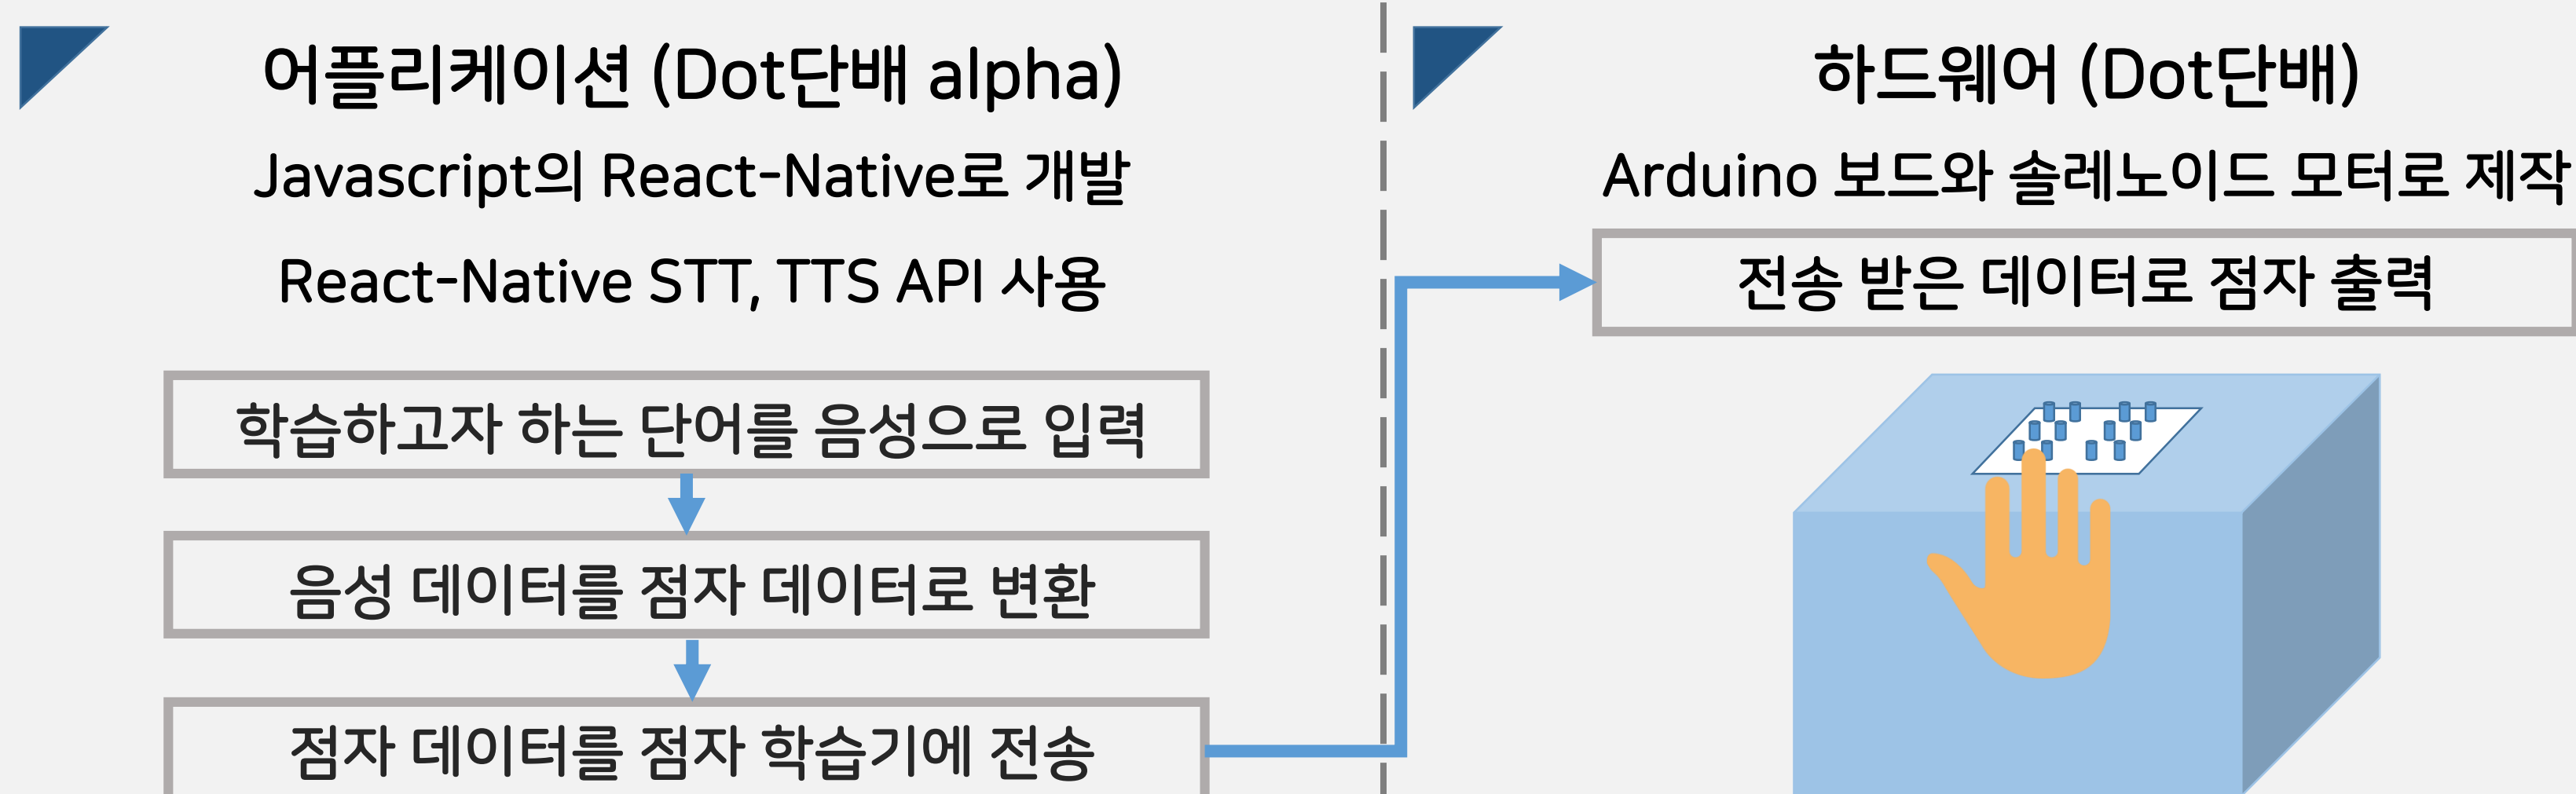 어플리케이션 (Dot단배 alpha)
Javascript의 React-Native로 개발
React-Native STT, TTS API 사용
학습하고자 하는 단어를 음성으로 입력
음성 데이터를 점자 데이터로 변환
점자 데이터를 점자 학습기에 전송
하드웨어 (Dot단배)
Arduino 보드와 솔레노이드 모터로 제작
전송 받은 데이터로 점자 출력